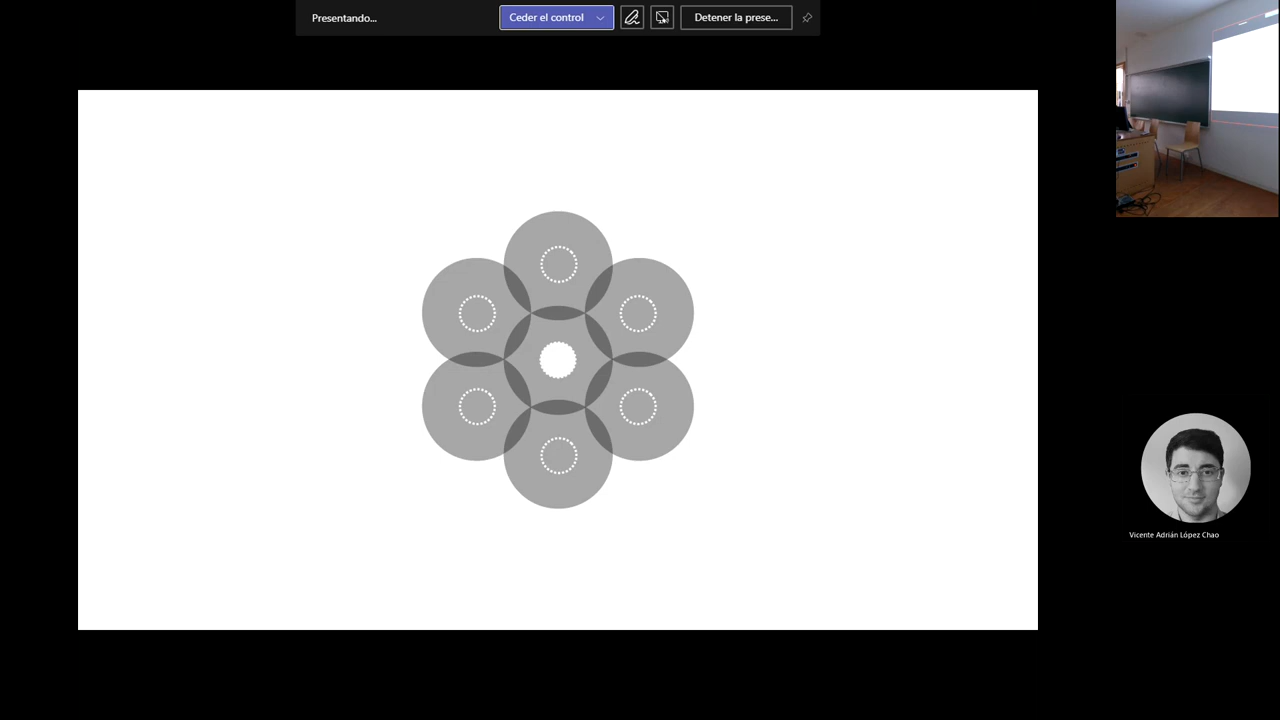 Presentando...
Ceder el control
Detener la prese...
Vicente Adrián López Chao